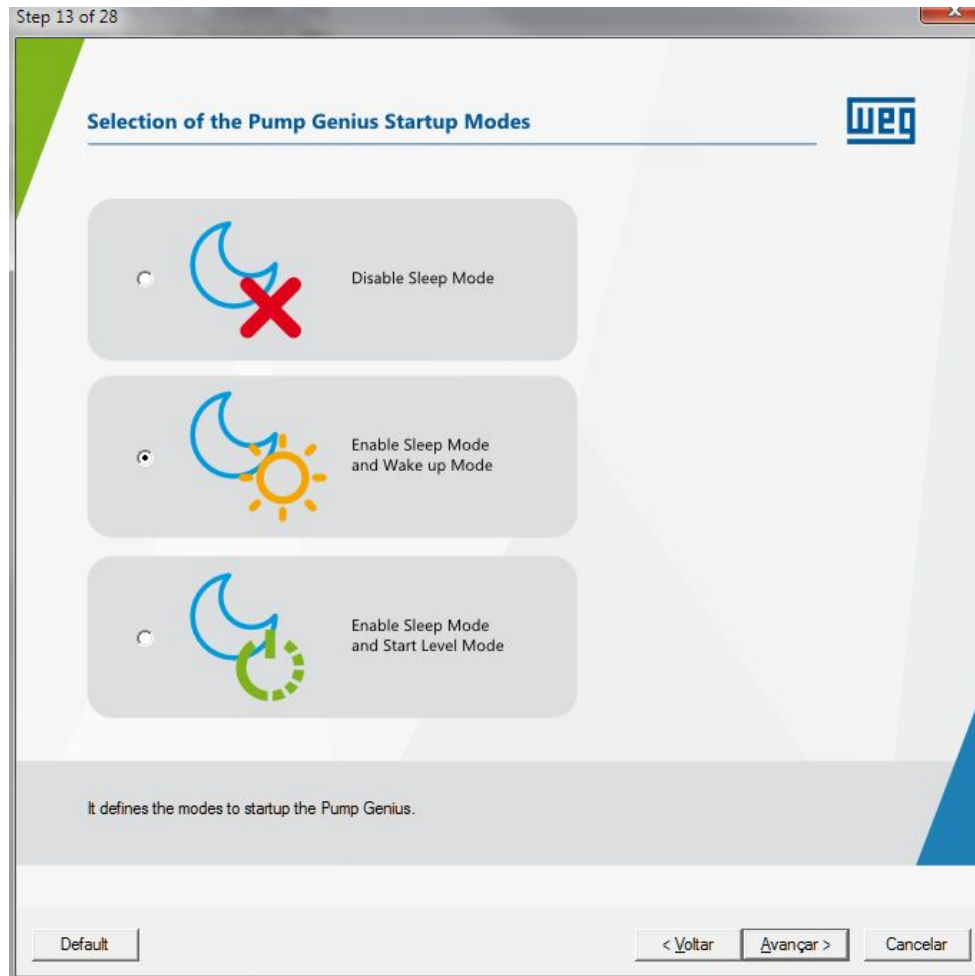 Step 13 of 28
Selection of the Pump Genius Startup Modes
weg
Disable Sleep Mode
Enable Sleep Mode
and Wake up Mode
Enable Sleep Mode
and Start Level Mode
It defines the modes to startup the Pump Genius.
Default
< Voltar
Avançar >
Cancelar